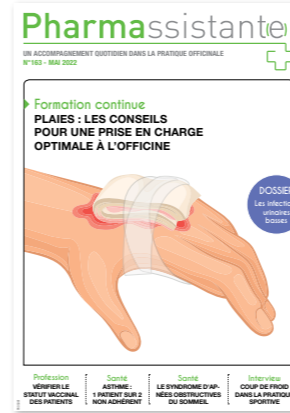 Pharmassistante(e)
UN ACCOMPAGNEMENT QUOTIDIEN DANS LA PRATIQUE OFFICINALE
N°163 - MAI 2022
Formation continue
PLAIES : LES CONSEILS
POUR UNE PRISE EN CHARGE
OPTIMALE À L'OFFICINE
DOSSIER
Les infections
urinaires
basses
Profession
VÉRIFIER LE
STATUT VACCINAL
DES PATIENTS
Santé
ASTHME :
1 PATIENT SUR 2
NON ADHÉRENT
Santé
LE SYNDROME D'AP-
NÉES OBSTRUCTIVES
DU SOMMEIL
Interview
COUP DE FROID
DANS LA PRATIQUE
SPORTIVE